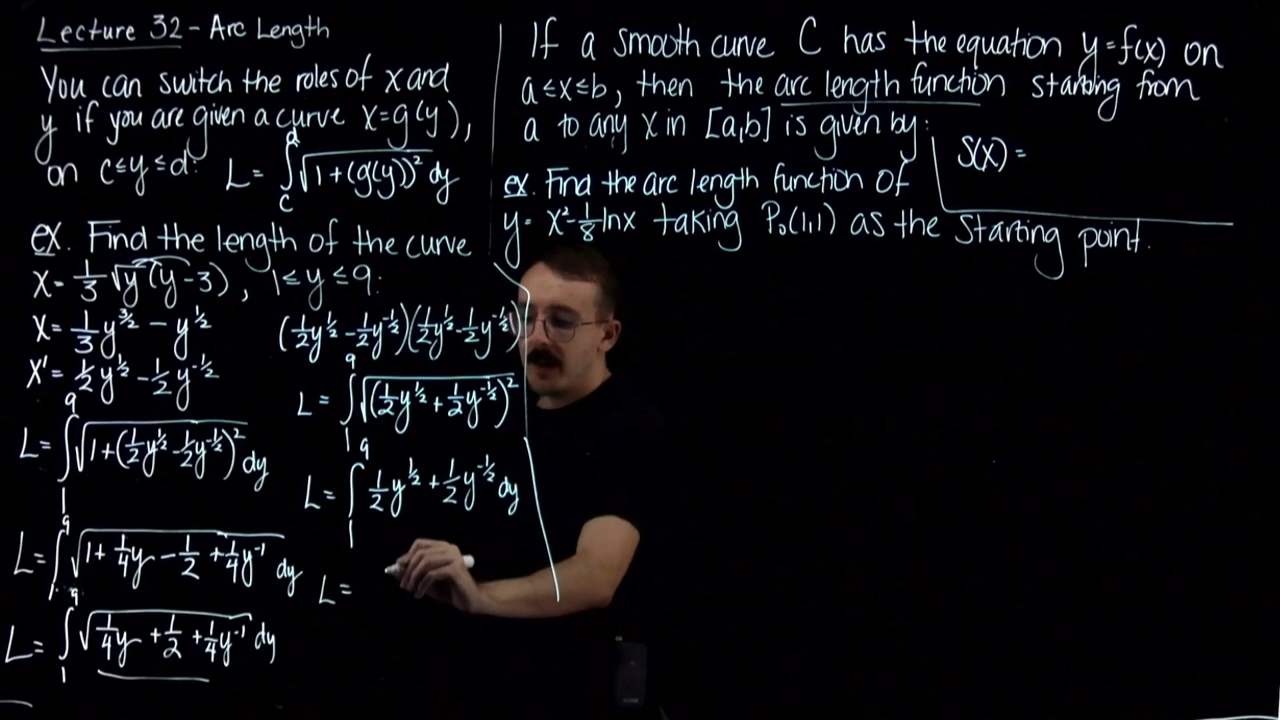 Lecture 32 - Arc Length
You can switch the roles of x and
y if you are given a curve x=g(y),
on c≤y≤d: L = ∫_c^d √(1+(g(y))²) dy
ex. Find the length of the curve
x = 1/3 √y (y-3), 1≤y≤9:
x = 1/3 y^(3/2) - y^(1/2)
x' = 1/2 y^(1/2) - 1/2 y^(-1/2)
L = ∫_1^9 √(1+(1/2 y^(1/2) - 1/2 y^(-1/2))²) dy
L = ∫_1^9 √(1+ 1/4 y - 1/2 + 1/4 y^(-1)) dy
L = ∫_1^9 √(1/4 y + 1/2 + 1/4 y^(-1)) dy
(1/2 y^(1/2) - 1/2 y^(-1/2))(1/2 y^(1/2) - 1/2 y^(-1/2))
L = ∫_1^9 √((1/2 y^(1/2) + 1/2 y^(-1/2))²)
L = ∫_1^9 1/2 y^(1/2) + 1/2 y^(-1/2) dy
L =
If a smooth curve C has the equation y=f(x) on
a≤x≤b, then the arc length function starting from
a to any x in [a,b] is given by:
S(x) =
ex. Find the arc length function of
y = x² - 1/8 ln x taking P₀(1,1) as the starting point.